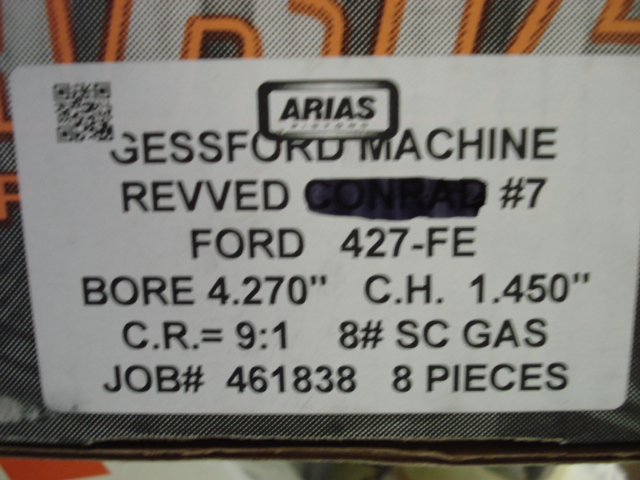 ARIAS
GESSFORD MACHINE
REVVED CONRAD #7
FORD 427-FE
BORE 4.270" C.H. 1.450"
C.R.= 9:1 8# SC GAS
JOB# 461838 8 PIECES